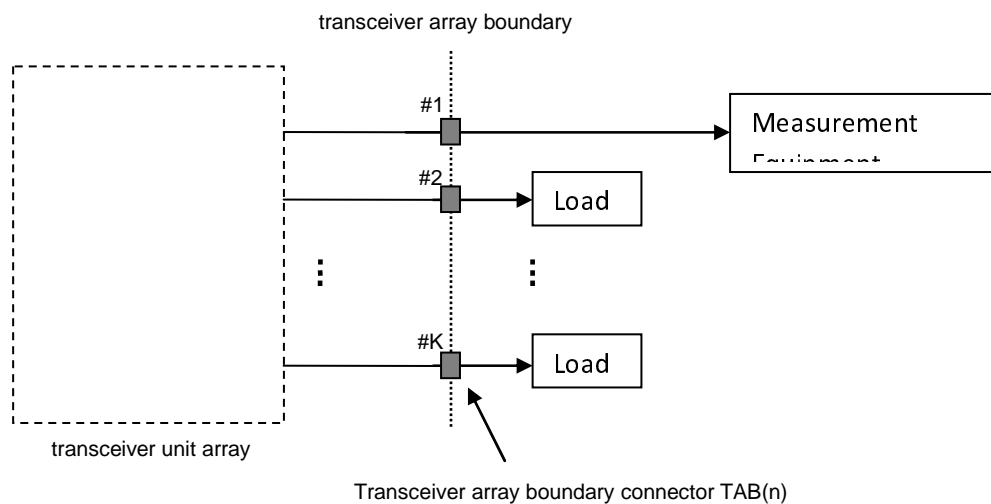 transceiver array boundary
#1
Measurement
#2
Load
#K
Load
transceiver unit array
Transceiver array boundary connector TAB(n)